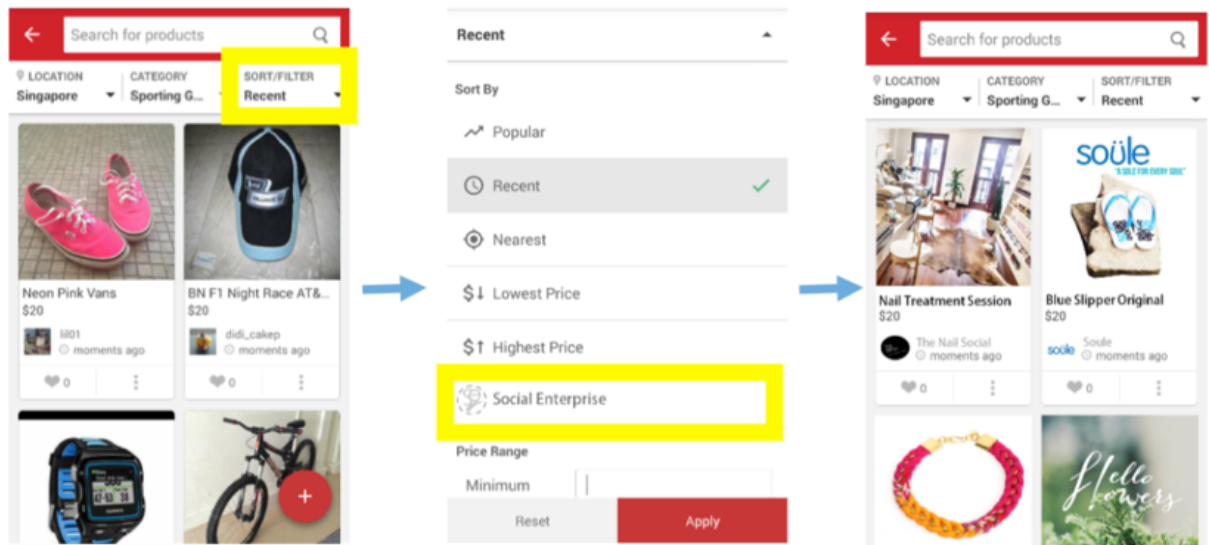 Search for products
LOCATION
Singapore
CATEGORY
Sporting G...
SORT/FILTER
Recent
Neon Pink Vans
$20
lil01
moments ago
0
BN F1 Night Race AT&...
$20
didi_cakep
moments ago
0
+
Recent
Sort By
Popular
Recent
Nearest
$↓ Lowest Price
$↑ Highest Price
Social Enterprise
Price Range
Minimum
Reset
Apply
Search for products
LOCATION
Singapore
CATEGORY
Sporting G...
SORT/FILTER
Recent
Nail Treatment Session
$20
The Nail Social
moments ago
0
soüle
"A SOLE FOR EVERY SOUL"
Blue Slipper Original
$20
soüle
Soule
moments ago
0
Hello